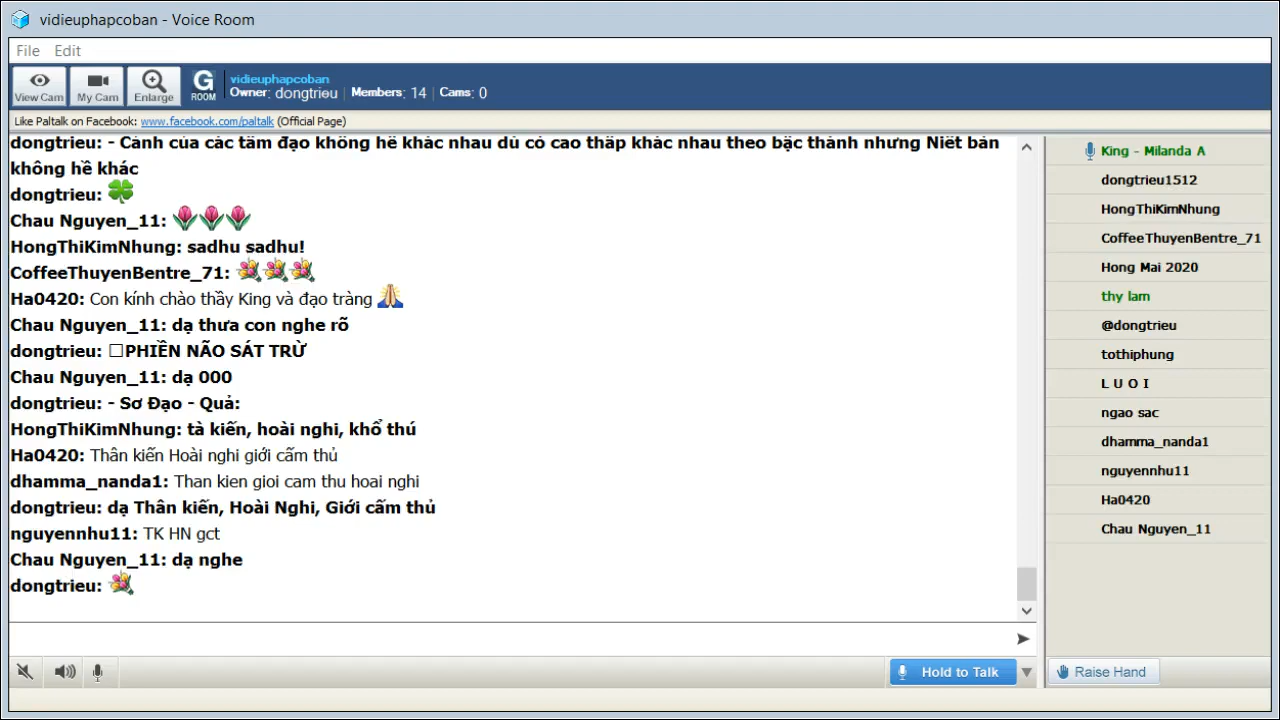 vidieuphapcoban - Voice Room
File Edit
View Cam My Cam Enlarge G ROOM vidieuphapcoban
Owner: dongtrieu | Members: 14 | Cams: 0
Like Paltalk on Facebook: www.facebook.com/paltalk (Official Page)
dongtrieu: - Cảnh của các tâm đạo không hề khác nhau dù có cao thấp khác nhau theo bậc thánh nhưng Niết bàn
không hề khác
dongtrieu:
Chau Nguyen_11:
HongThiKimNhung: sadhu sadhu!
CoffeeThuyenBentre_71:
Ha0420: Con kính chào thầy King và đạo tràng
Chau Nguyen_11: dạ thưa con nghe rõ
dongtrieu: □PHIỀN NÃO SÁT TRỪ
Chau Nguyen_11: dạ 000
dongtrieu: - Sơ Đạo - Quả:
HongThiKimNhung: tà kiến, hoài nghi, khổ thú
Ha0420: Thân kiến Hoài nghi giới cấm thủ
dhamma_nanda1: Than kien gioi cam thu hoai nghi
dongtrieu: dạ Thân kiến, Hoài Nghi, Giới cấm thủ
nguyennhu11: TK HN gct
Chau Nguyen_11: dạ nghe
dongtrieu:
King - Milanda A
dongtrieu1512
HongThiKimNhung
CoffeeThuyenBentre_71
Hong Mai 2020
thy lam
@dongtrieu
tothiphung
L U O I
ngao sac
dhamma_nanda1
nguyennhu11
Ha0420
Chau Nguyen_11
Hold to Talk
Raise Hand